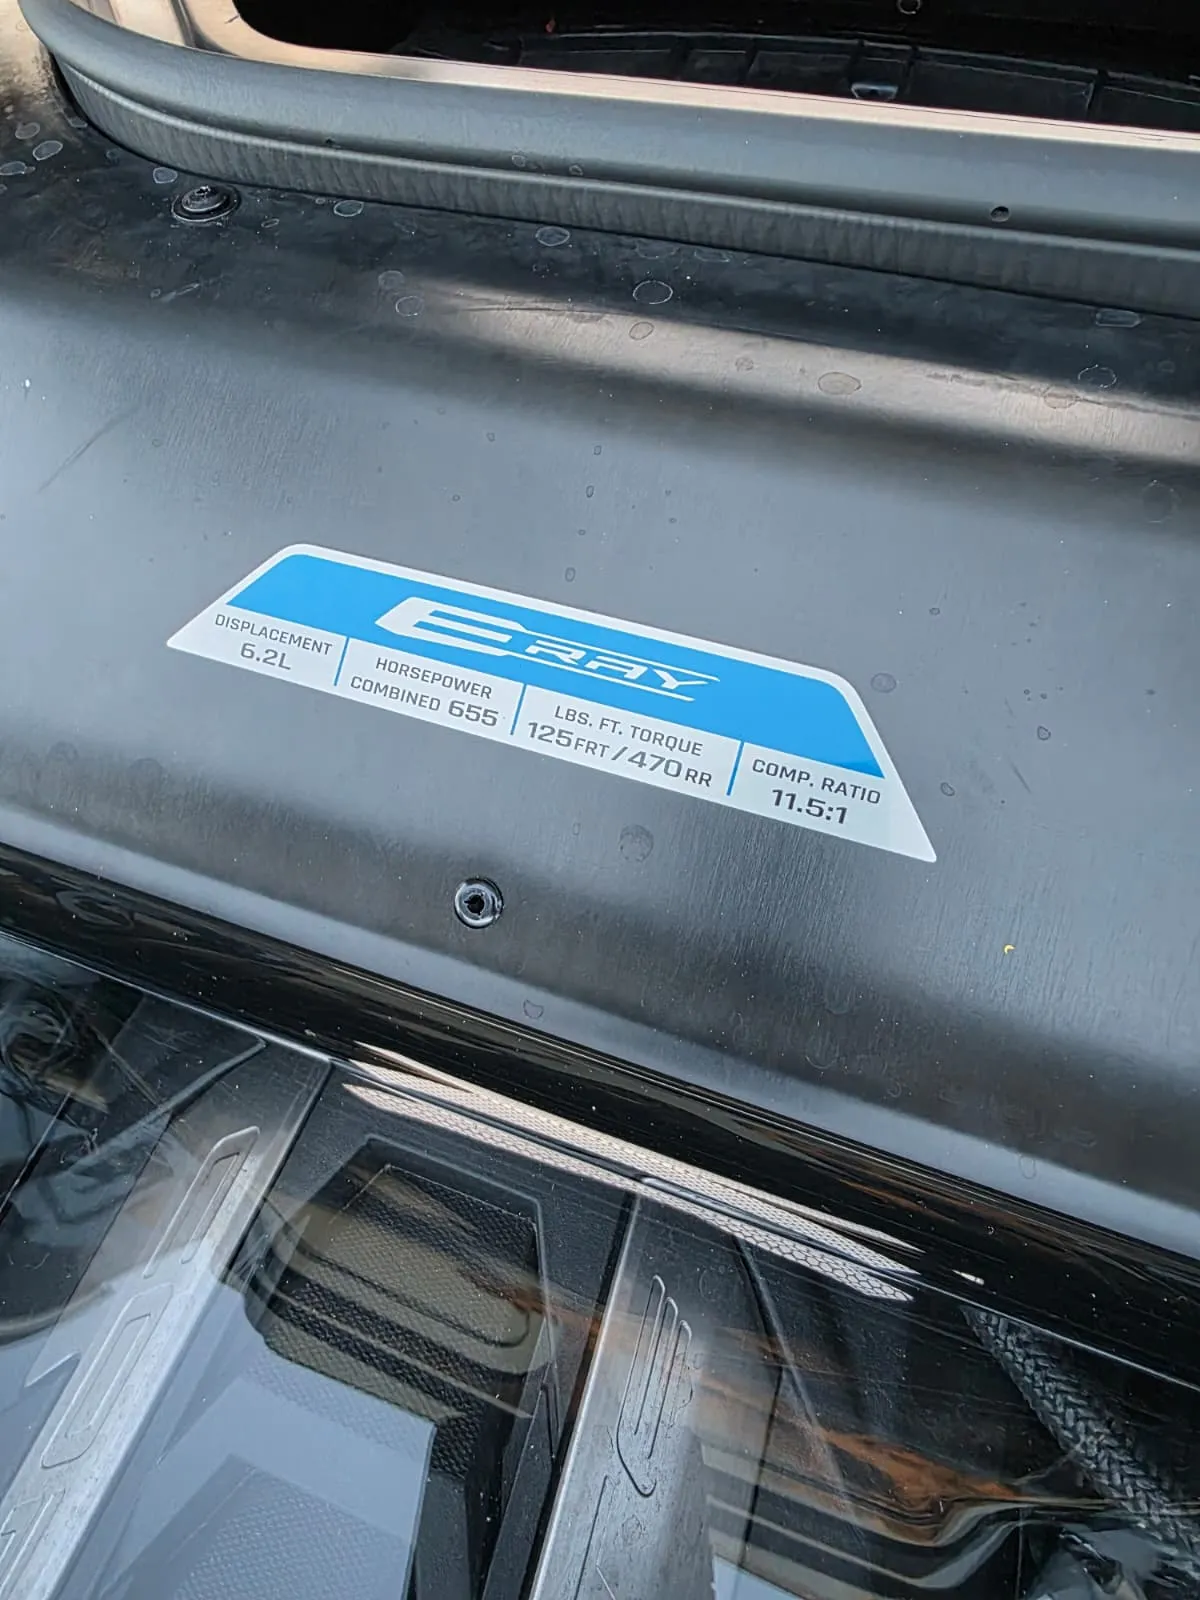 E RAY
DISPLACEMENT
6.2L
HORSEPOWER
COMBINED 655
LBS. FT. TORQUE
125 FRT/470 RR
COMP. RATIO
11.5:1